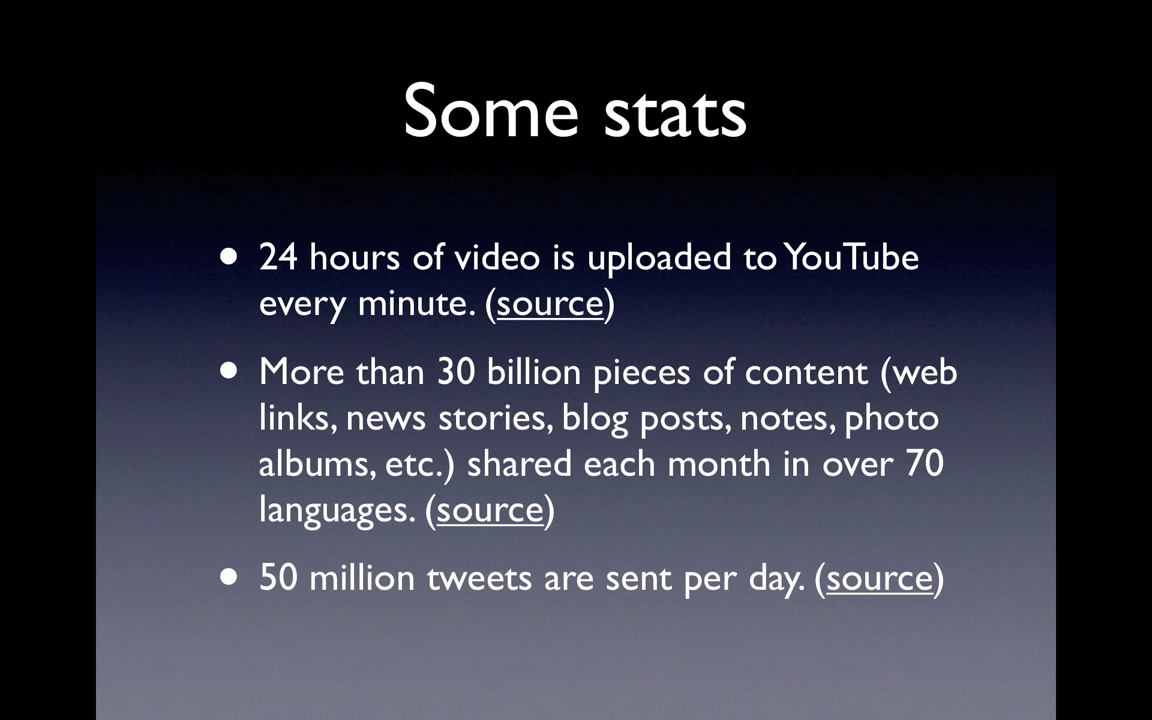 Some stats
• 24 hours of video is uploaded to YouTube
every minute. (source)
• More than 30 billion pieces of content (web
links, news stories, blog posts, notes, photo
albums, etc.) shared each month in over 70
languages. (source)
• 50 million tweets are sent per day. (source)